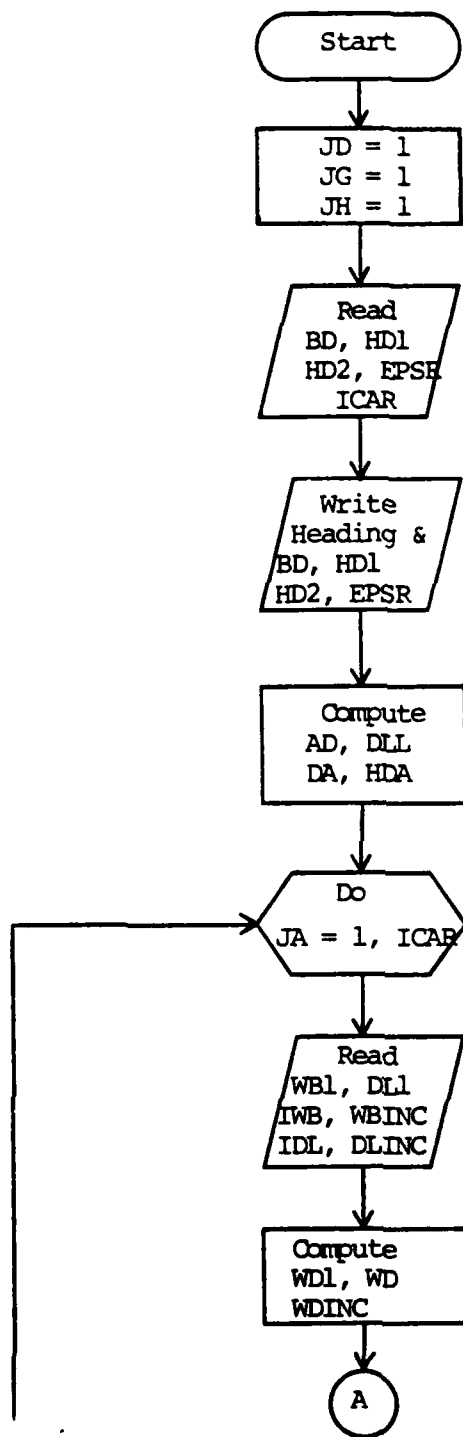 Start
JD = 1
JG = 1
JH = 1
Read
BD, HD1
HD2, EPSR
ICAR
Write
Heading &
BD, HD1
HD2, EPSR
Compute
AD, DLL
DA, HDA
Do
JA = 1, ICAR
Read
WB1, DL1
IWB, WBINC
IDL, DLINC
Compute
WD1, WD
WDINC
A